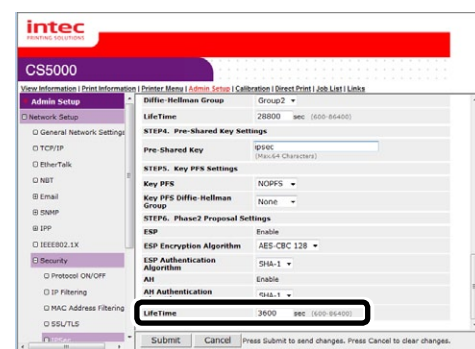 intec
PRINTING SOLUTIONS
CS5000
View Information | Print Information | Printer Menu | Admin Setup | Calibration | Direct Print | Job List | Links
Admin Setup
Network Setup
General Network Settings
TCP/IP
EtherTalk
NBT
Email
SNMP
IPP
IEEE802.1X
Security
Protocol ON/OFF
IP Filtering
MAC Address Filtering
SSL/TLS
IPSec
Diffie-Hellman Group Group2
LifeTime 28800 sec (600-86400)
STEP4. Pre-Shared Key Settings
Pre-Shared Key ipsec
(Max.64 Characters)
STEP5. Key PFS Settings
Key PFS NOPFS
Key PFS Diffie-Hellman
Group None
STEP6. Phase2 Proposal Settings
ESP Enable
ESP Encryption Algorithm AES-CBC 128
ESP Authentication
Algorithm SHA-1
AH Enable
AH Authentication
SHA-1
LifeTime 3600 sec (600-86400)
Submit Cancel Press Submit to send changes. Press Cancel to clear changes.